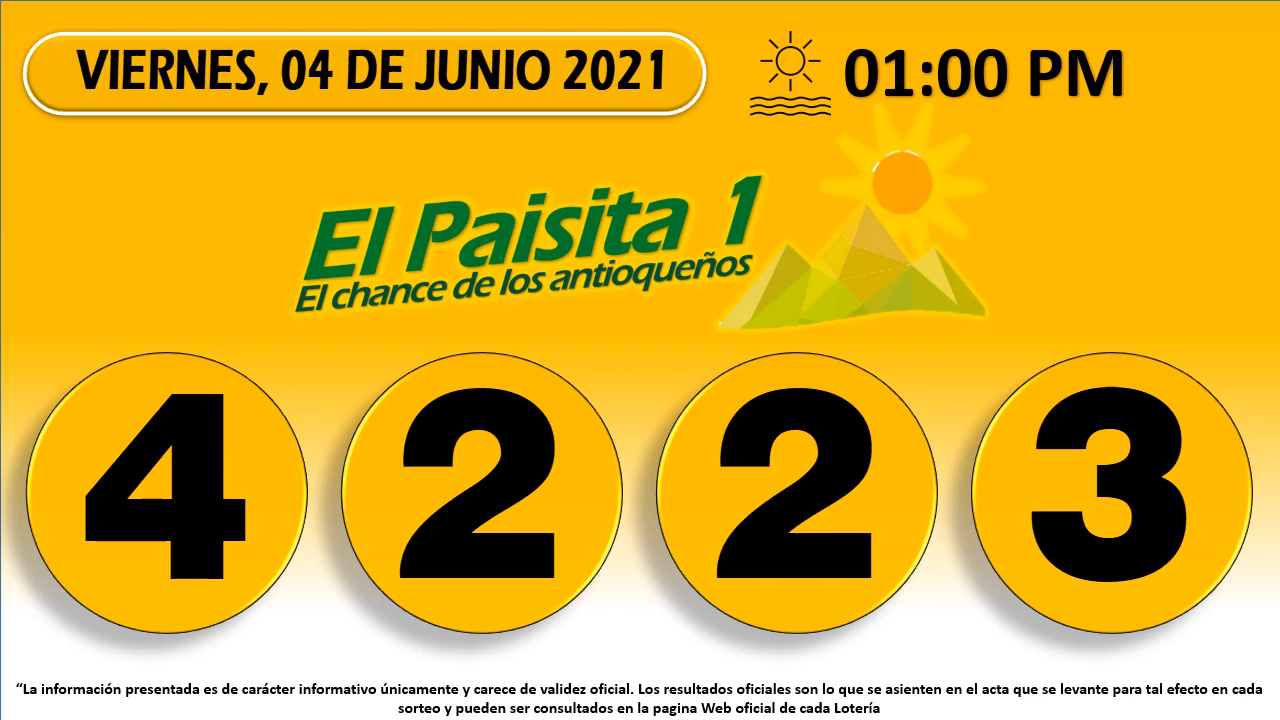 VIERNES, 04 DE JUNIO 2021
01:00 PM
El Paisita 1
El chance de los antioqueños
4 2 2 3
“La información presentada es de carácter informativo únicamente y carece de validez oficial. Los resultados oficiales son lo que se asienten en el acta que se levante para tal efecto en cada
sorteo y pueden ser consultados en la pagina Web oficial de cada Lotería